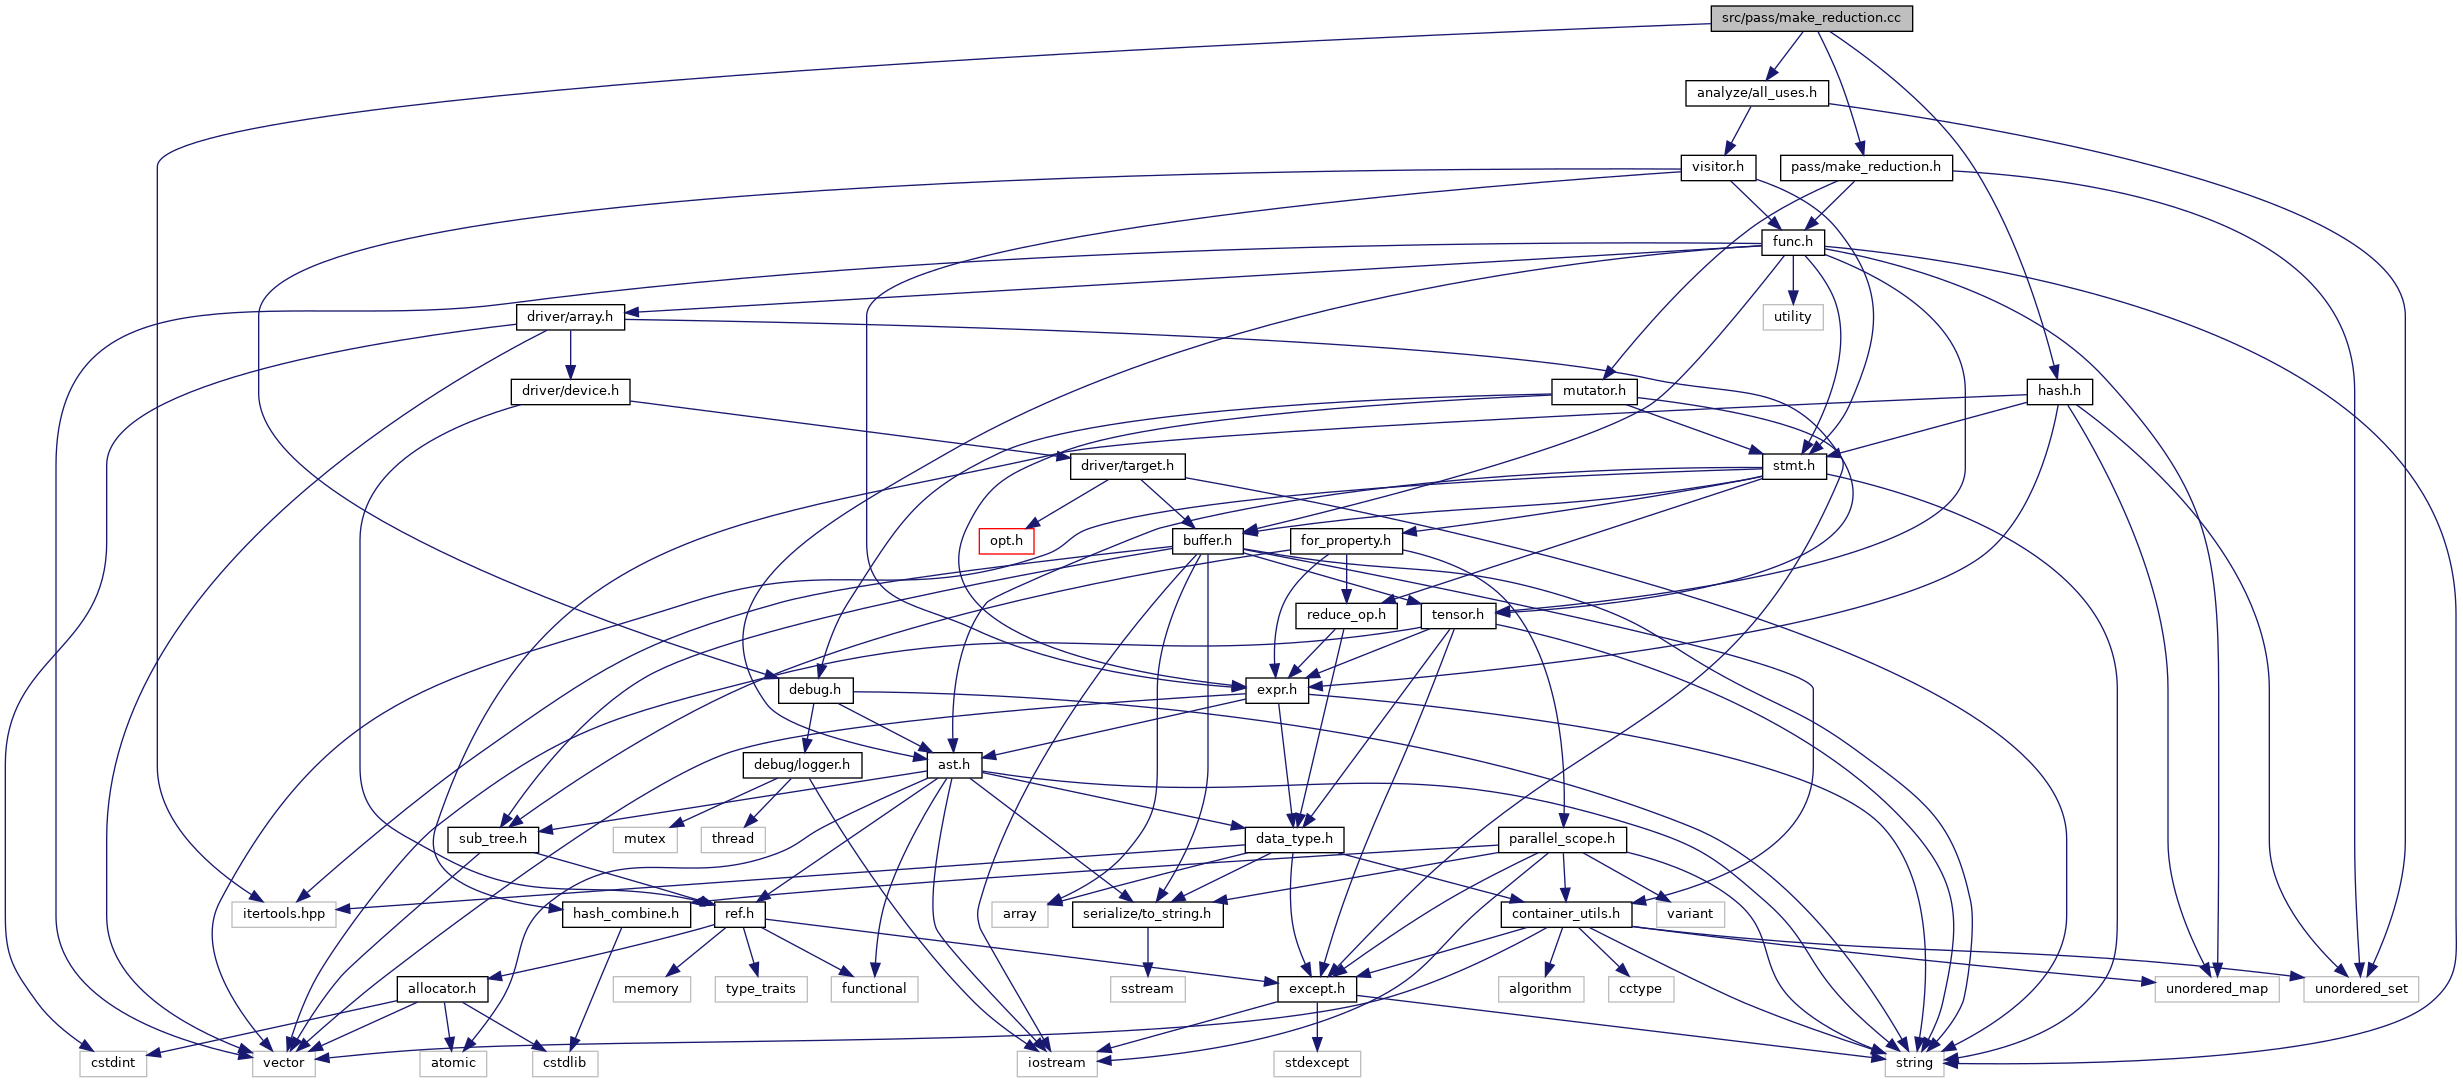 src/pass/make_reduction.cc
analyze/all_uses.h
visitor.h
pass/make_reduction.h
func.h
driver/array.h
utility
driver/device.h
mutator.h
hash.h
driver/target.h
stmt.h
opt.h
buffer.h
for_property.h
reduce_op.h
tensor.h
debug.h
expr.h
debug/logger.h
ast.h
sub_tree.h
mutex
thread
data_type.h
parallel_scope.h
itertools.hpp
hash_combine.h
ref.h
array
serialize/to_string.h
container_utils.h
variant
allocator.h
memory
type_traits
functional
sstream
except.h
algorithm
cctype
unordered_map
unordered_set
cstdint
vector
atomic
cstdlib
iostream
stdexcept
string